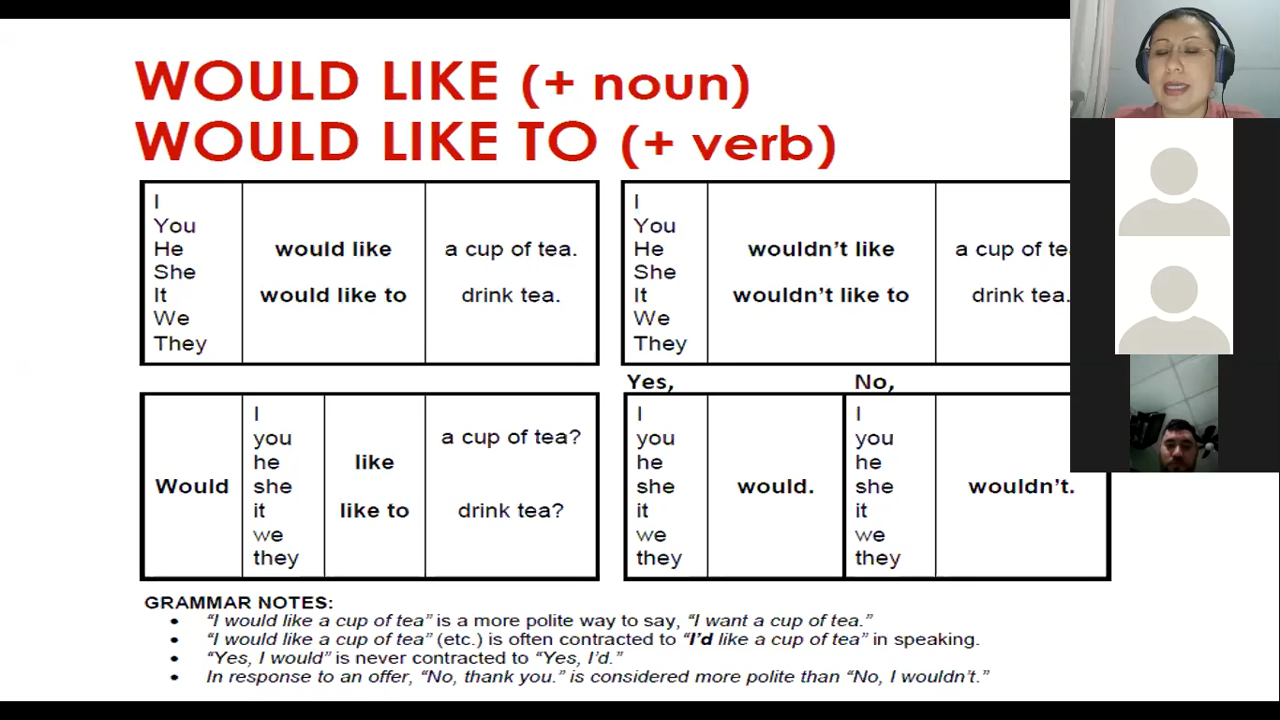 WOULD LIKE (+ noun)
WOULD LIKE TO (+ verb)
I
You
He
She
It
We
They
would like
would like to
a cup of tea.
drink tea.
I
You
He
She
It
We
They
wouldn't like
wouldn't like to
a cup of
drink tea.
Would
I
you
he
she
it
we
they
like
like to
a cup of tea?
drink tea?
Yes,
I
you
he
she
it
we
they
would.
No,
I
you
he
she
it
we
they
wouldn't.
GRAMMAR NOTES:
• "I would like a cup of tea" is a more polite way to say, "I want a cup of tea."
• "I would like a cup of tea" (etc.) is often contracted to "I'd like a cup of tea" in speaking.
• "Yes, I would" is never contracted to "Yes, I'd."
• In response to an offer, "No, thank you." is considered more polite than "No, I wouldn't."